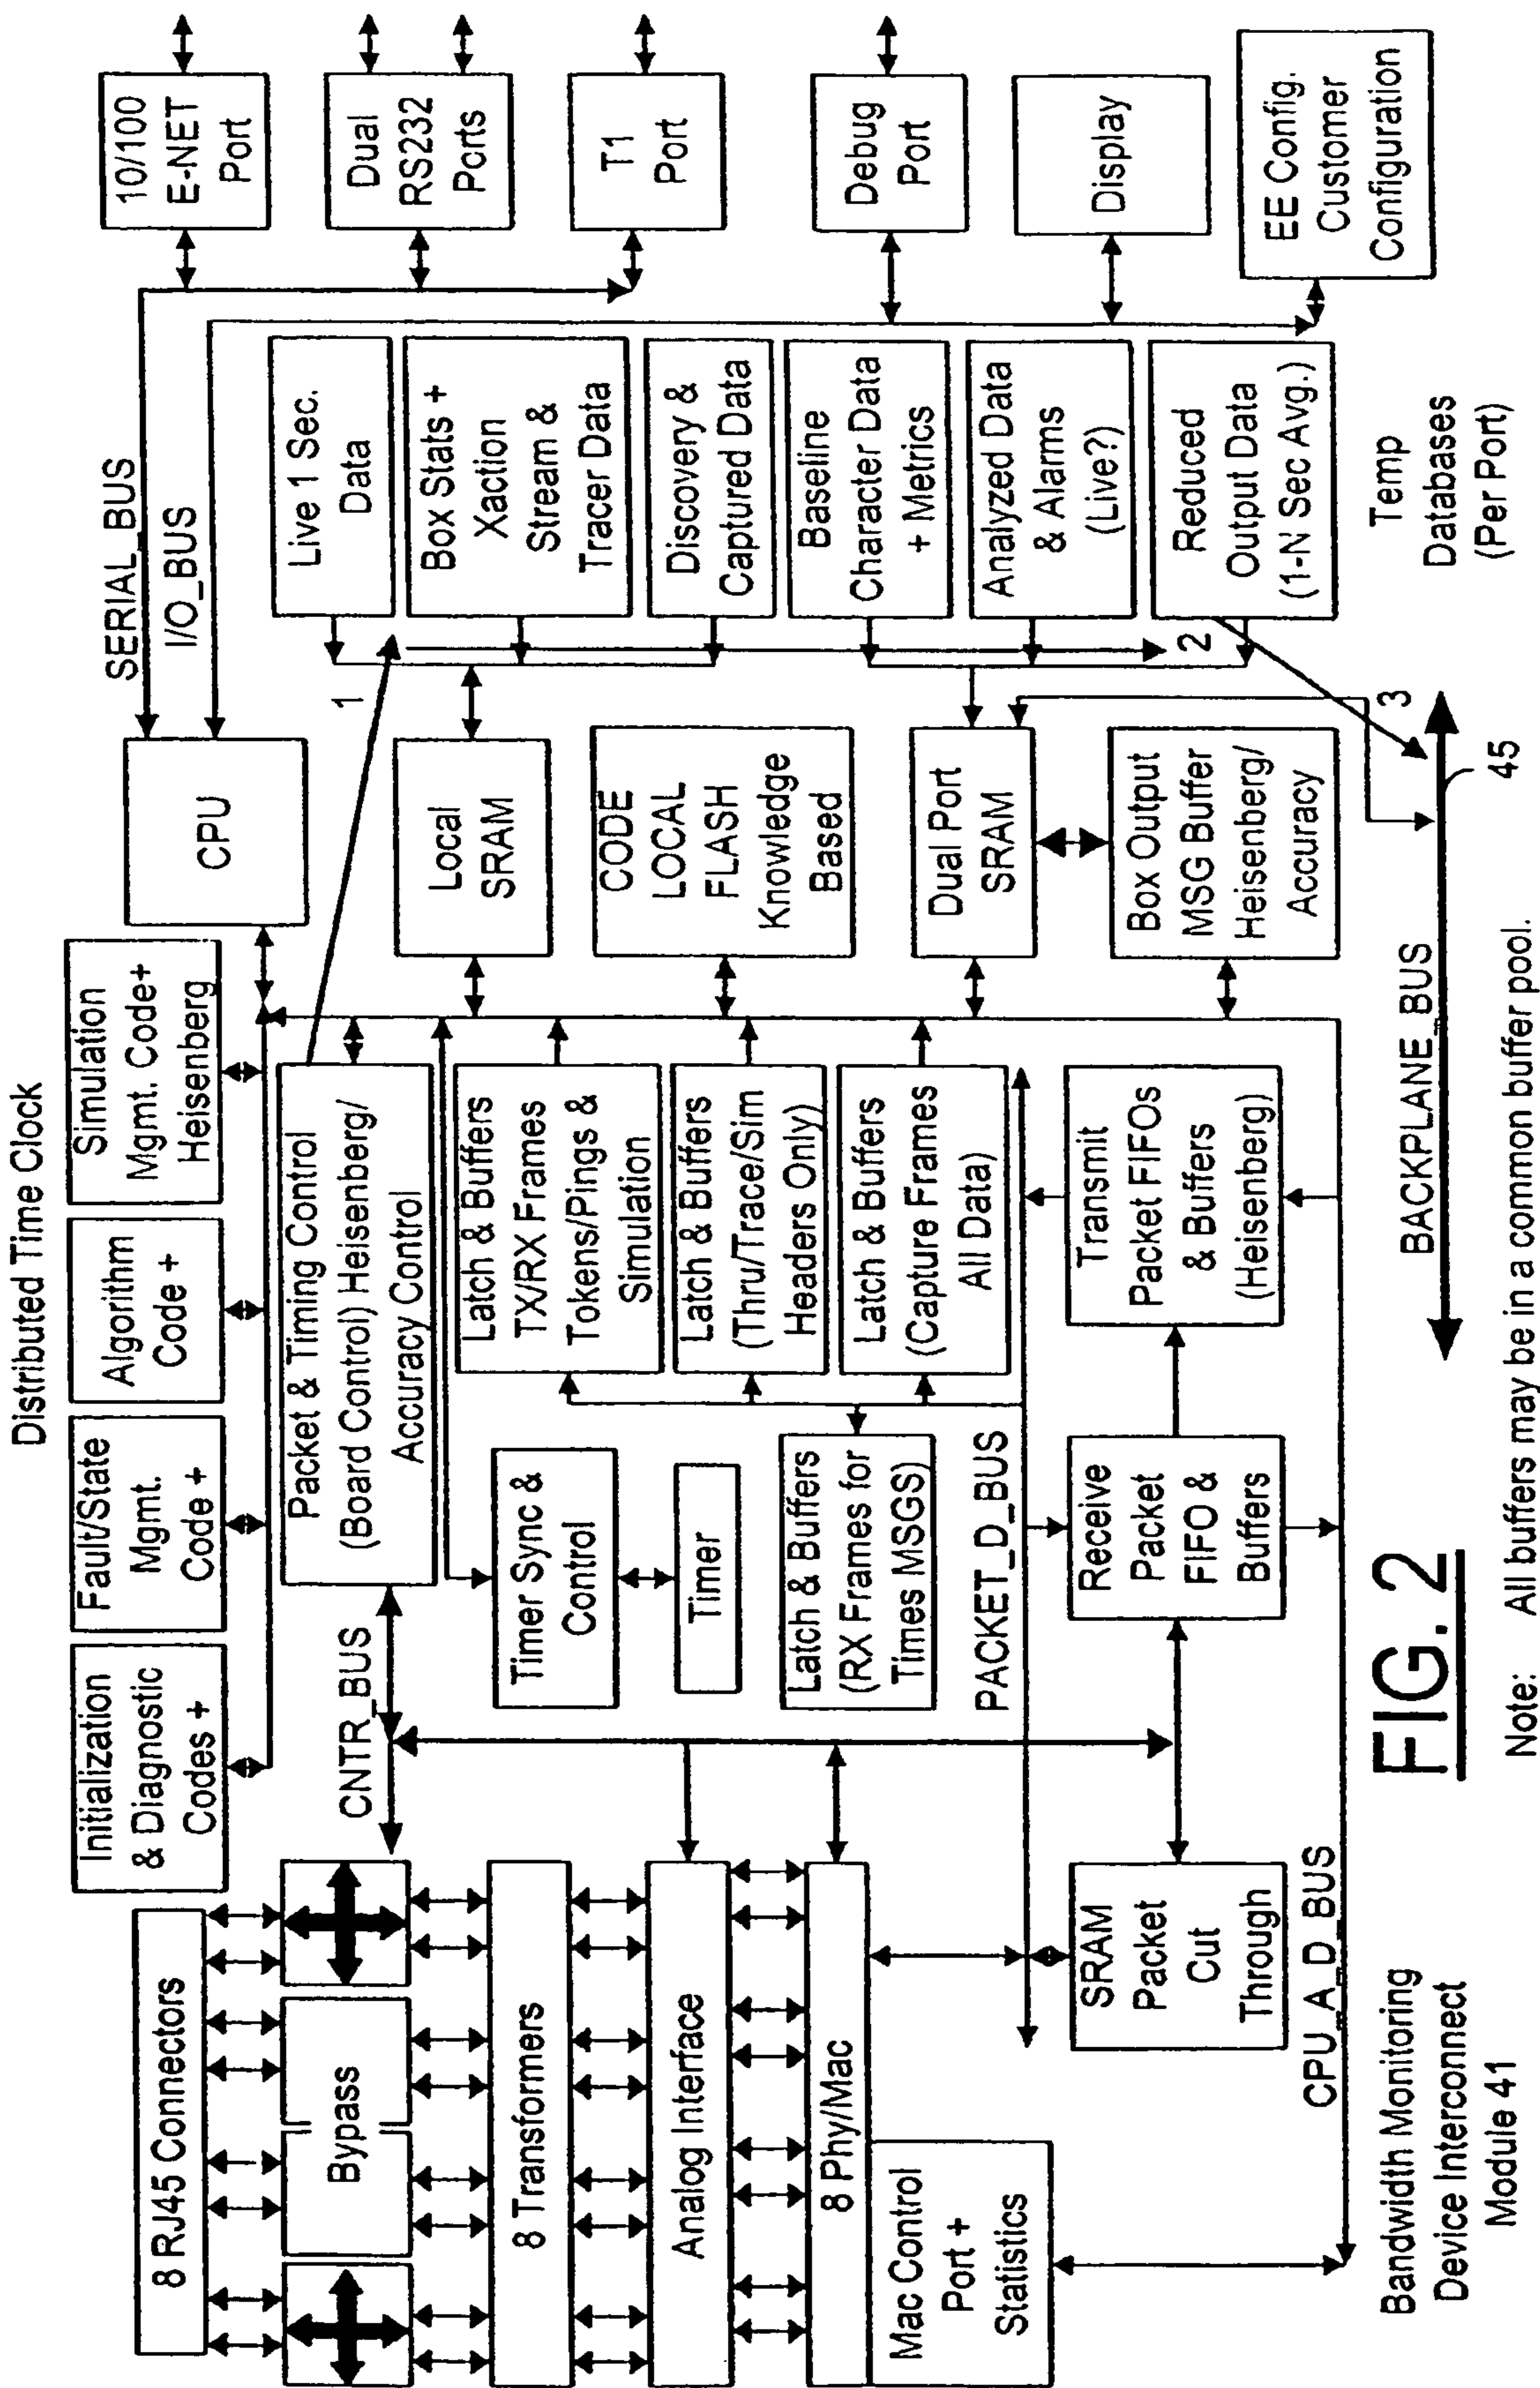 Distributed Time Clock
Initialization
& Diagnostic
Codes +
Fault/State
Mgmt.
Code +
Algorithm
Code +
Simulation
Mgmt. Code+
Heisenberg
CPU
SERIAL_BUS
I/O_BUS
10/100
E-NET
Port
Dual
RS232
Ports
T1
Port
Debug
Port
Display
EE Config.
Customer
Configuration
8 RJ45 Connectors
Bypass
8 Transformers
Analog Interface
8 Phy/Mac
Mac Control
Port +
Statistics
CNTR_BUS
Packet & Timing Control
(Board Control) Heisenberg/
Accuracy Control
Timer Sync &
Control
Timer
Latch & Buffers
(RX Frames for
Times MSGS)
Latch & Buffers
TX/RX Frames
Tokens/Pings &
Simulation
Latch & Buffers
(Thru/Trace/Sim
Headers Only)
Latch & Buffers
(Capture Frames
All Data)
PACKET_D_BUS
SRAM
Packet
Cut
Through
Receive
Packet
FIFO &
Buffers
Transmit
Packet FIFOs
& Buffers
(Heisenberg)
CPU_A_D_BUS
1
Local
SRAM
CODE
LOCAL
FLASH
Knowledge
Based
Dual Port
SRAM
Box Output
MSG Buffer
Heisenberg/
Accuracy
Live 1 Sec.
Data
Box Stats +
Xaction
Stream &
Tracer Data
Discovery &
Captured Data
Baseline
Character Data
+ Metrics
Analyzed Data
& Alarms
(Live?)
Reduced
Output Data
(1-N Sec Avg.)
2
3
Temp
Databases
(Per Port)
BACKPLANE_BUS
45
Bandwidth Monitoring
Device Interconnect
Module 41
FIG. 2
Note: All buffers may be in a common buffer pool.